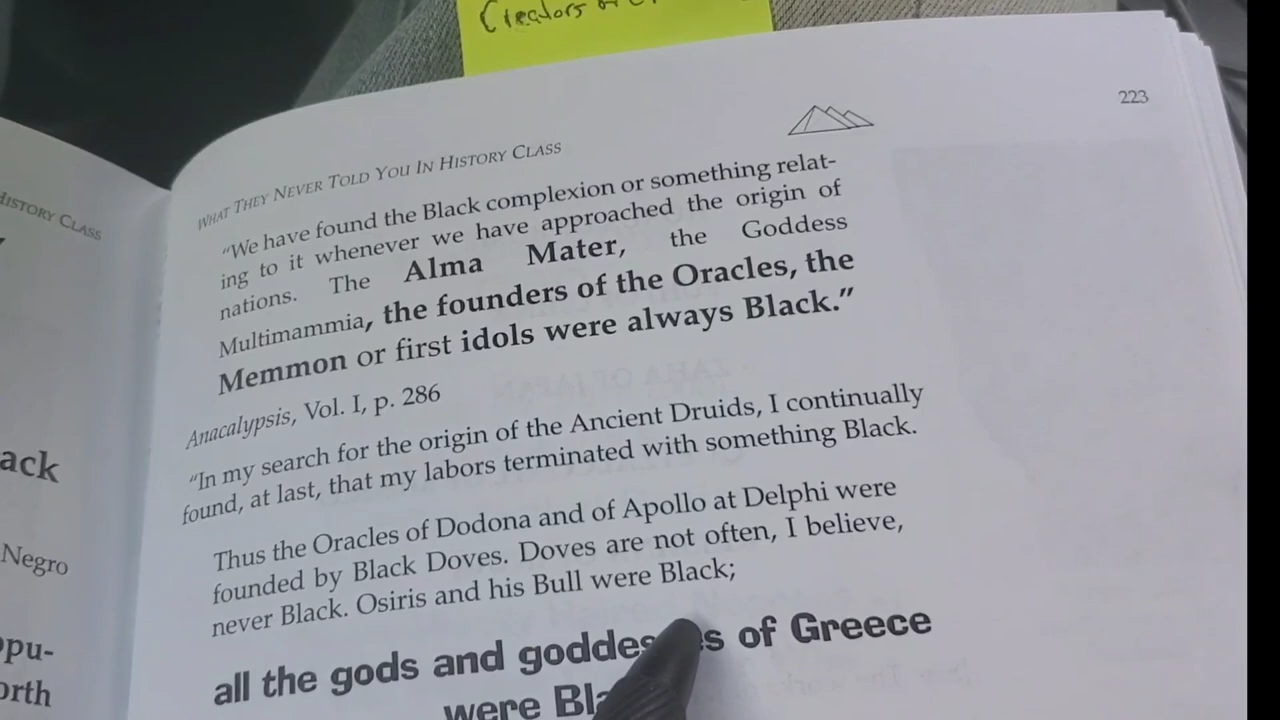 Creators of
223
WHAT THEY NEVER TOLD YOU IN HISTORY CLASS
"We have found the Black complexion or something relat-
ing to it whenever we have approached the origin of
nations. The Alma Mater, the Goddess
Multimammia, the founders of the Oracles, the
Memmon or first idols were always Black."
Anacalypsis, Vol. I, p. 286
"In my search for the origin of the Ancient Druids, I continually
found, at last, that my labors terminated with something Black.
Thus the Oracles of Dodona and of Apollo at Delphi were
founded by Black Doves. Doves are not often, I believe,
never Black. Osiris and his Bull were Black;
all the gods and goddesses of Greece
were
HISTORY CLASS
ack
Negro
opu-
orth